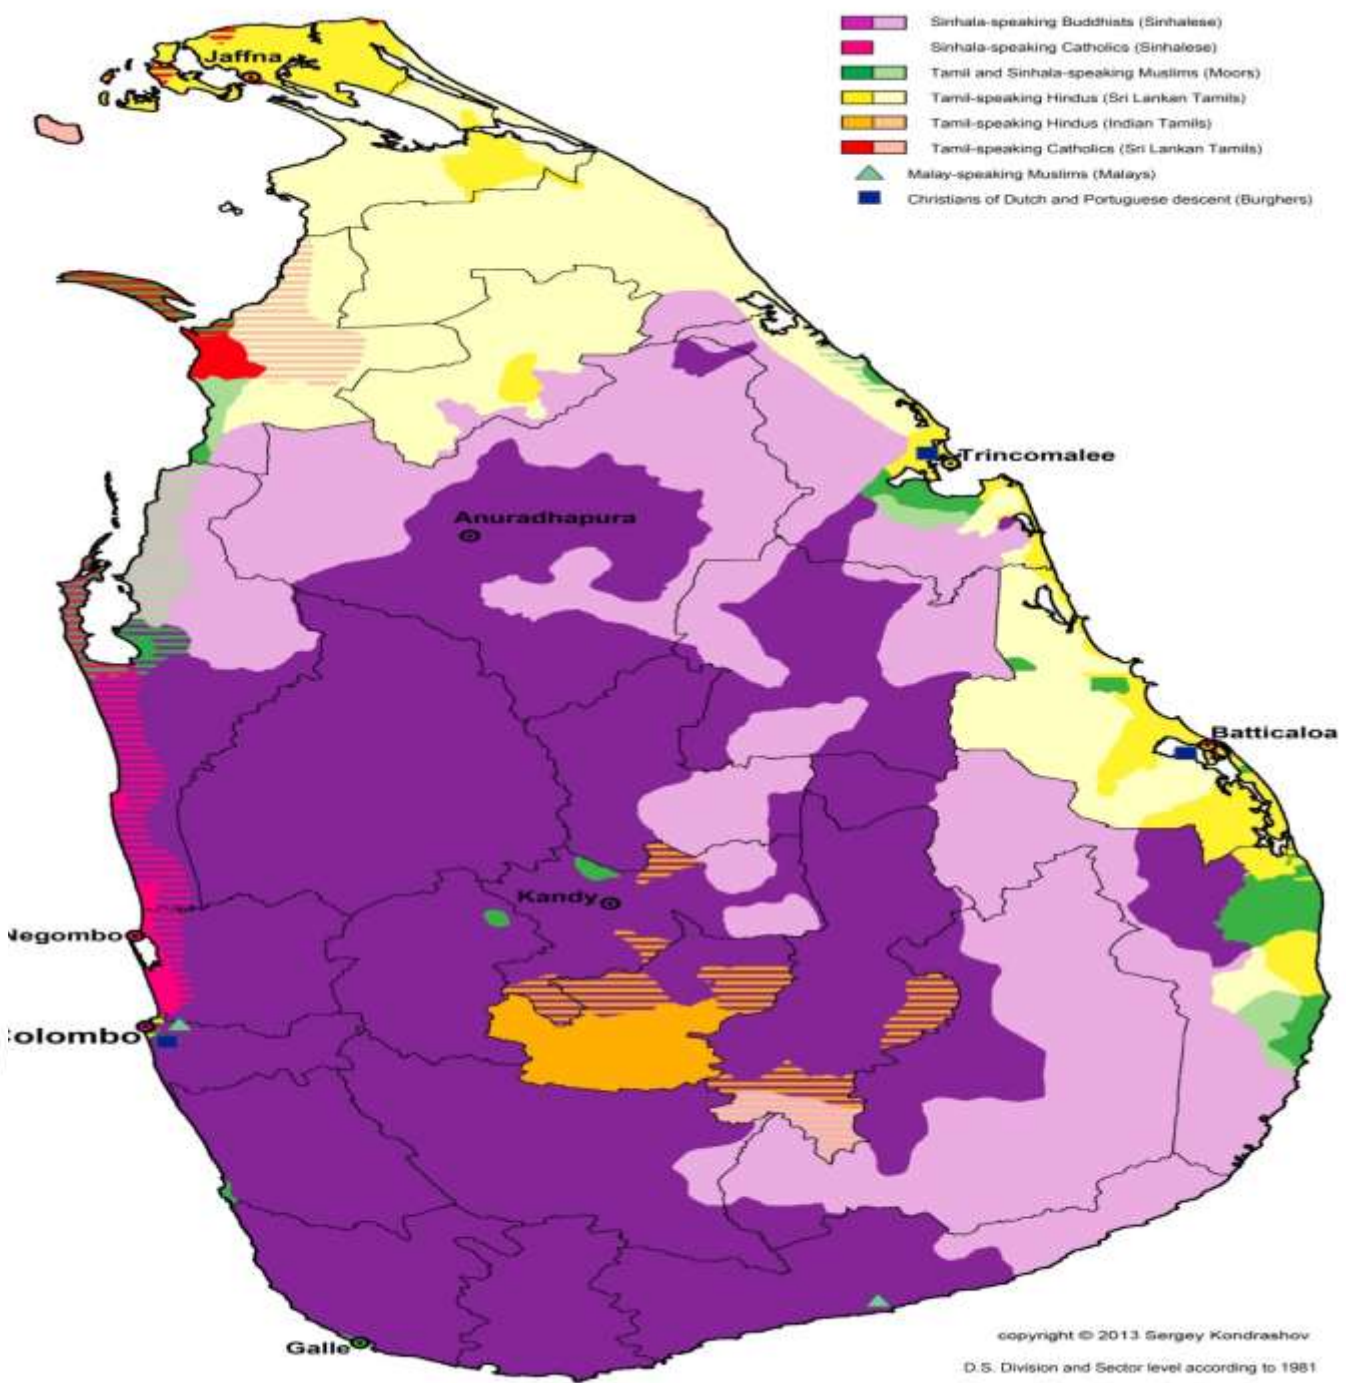 Sinhala-speaking Buddhists (Sinhalese)
Sinhala-speaking Catholics (Sinhalese)
Tamil and Sinhala-speaking Muslims (Moors)
Tamil-speaking Hindus (Sri Lankan Tamils)
Tamil-speaking Hindus (Indian Tamils)
Tamil-speaking Catholics (Sri Lankan Tamils)
Malay-speaking Muslims (Malays)
Christians of Dutch and Portuguese descent (Burghers)
Jaffna
Trincomalee
Anuradhapura
Batticaloa
Kandy
Negombo
olombo
Galle
copyright © 2013 Sergey Kondrashov
D.S. Division and Sector level according to 1981